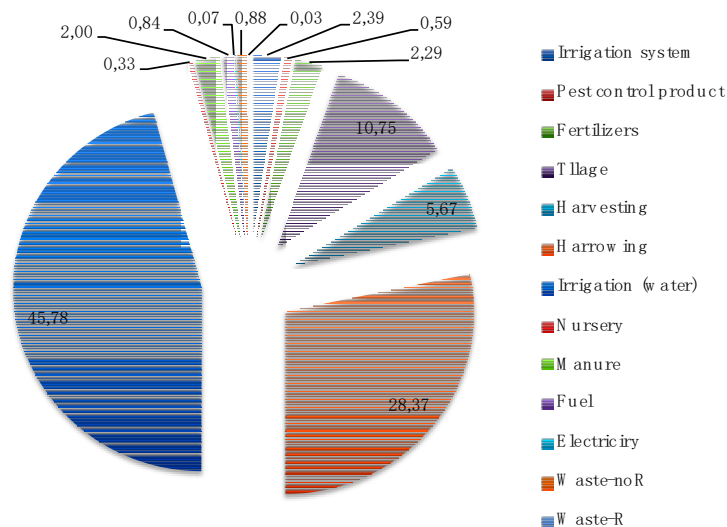 0,84
0,07
0,88
0,03
2,39
0,59
2,00
2,29
0,33
10,75
5,67
45,78
28,37
Irrigation system
Pest control product
Fertilizers
Tllage
Harvesting
Harrowing
Irrigation (water)
Nursery
Manure
Fuel
Electriciry
Waste-noR
Waste-R